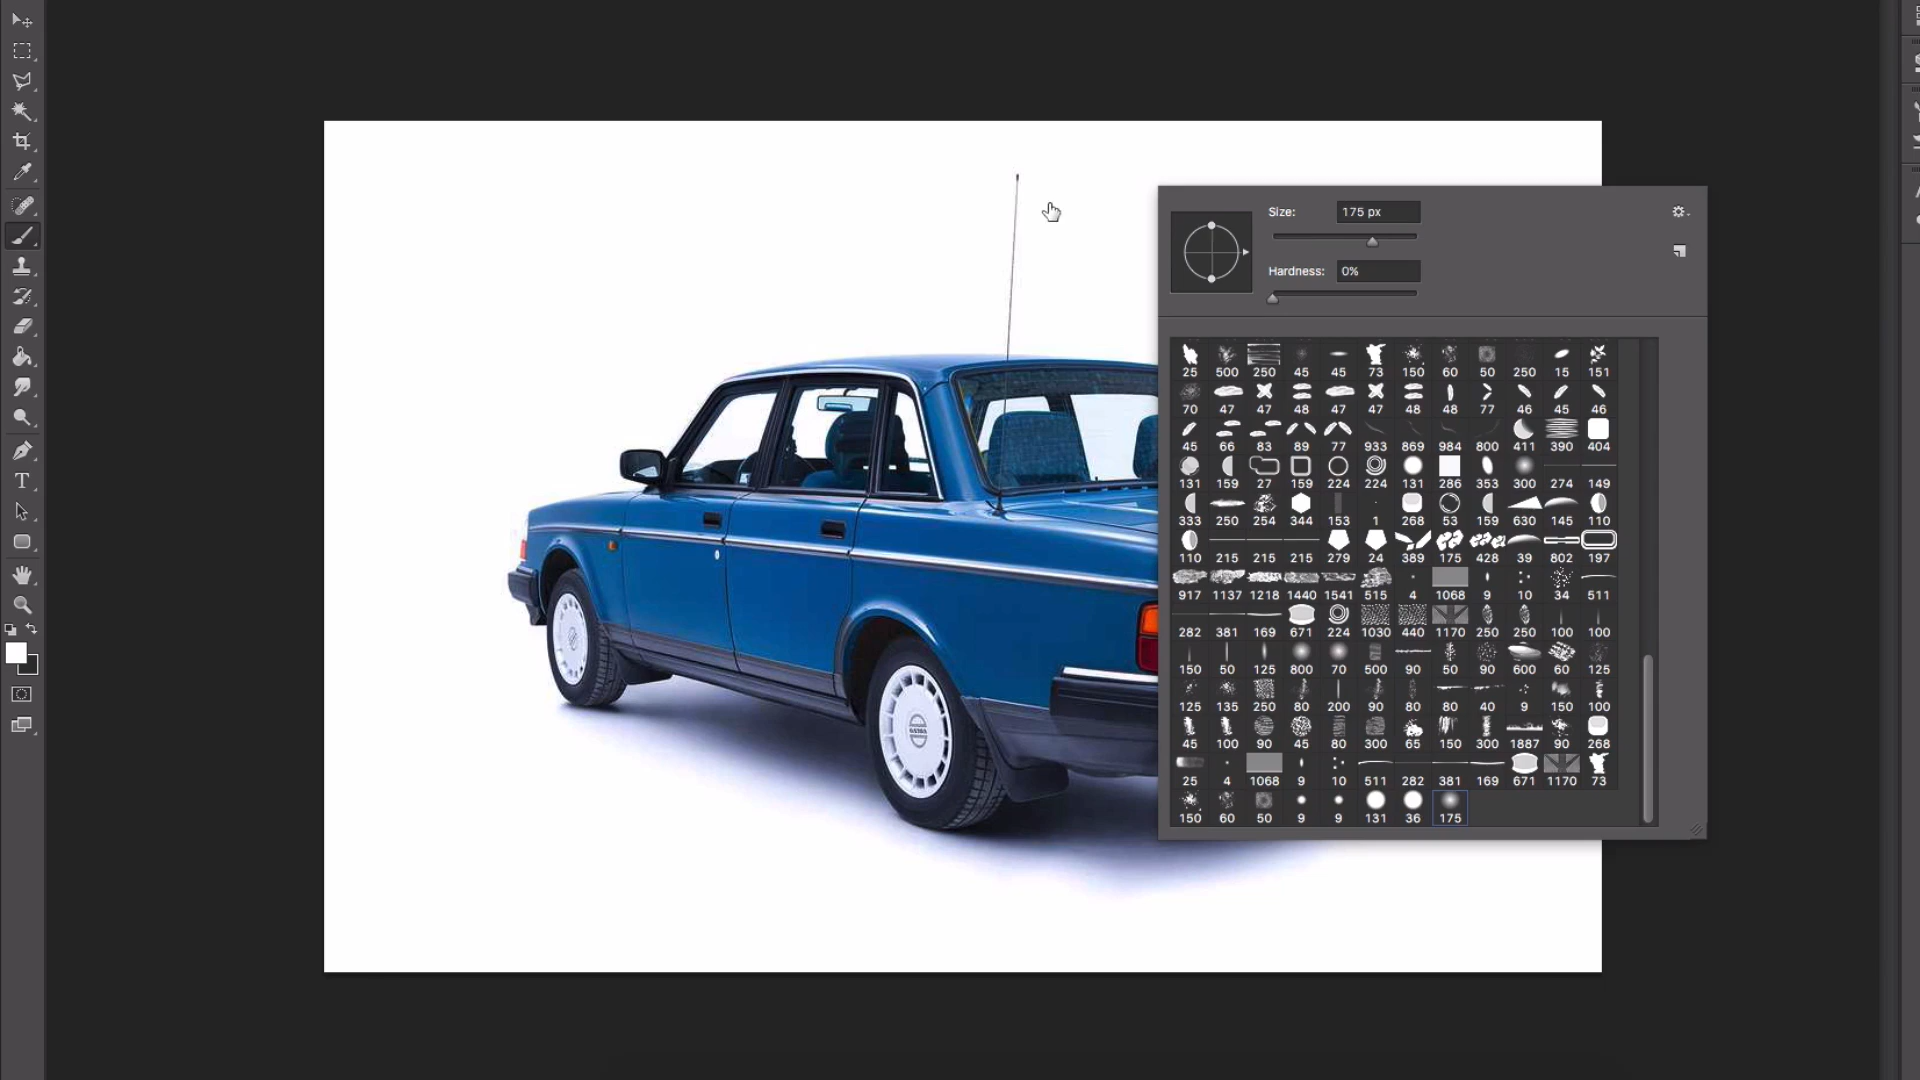 Size: 175 px
Hardness: 0%
25 500 250 45 45 73 150 60 50 250 15 151
70 47 47 48 47 47 48 48 77 46 45 46
45 66 83 89 77 933 869 984 800 411 390 404
131 159 27 159 224 224 131 286 353 300 274 149
333 250 254 344 153 1 268 53 159 630 145 110
110 215 215 215 279 24 389 175 428 39 802 197
917 1137 1218 1440 1541 515 4 1068 9 10 34 511
282 381 169 671 224 1030 440 1170 250 250 100 100
150 50 125 800 70 500 90 50 90 600 60 125
125 135 250 80 200 90 80 80 40 9 150 100
45 100 90 45 80 300 65 150 300 1887 90 268
25 4 1068 9 10 511 282 381 169 671 1170 73
150 60 50 9 9 131 36 175
T